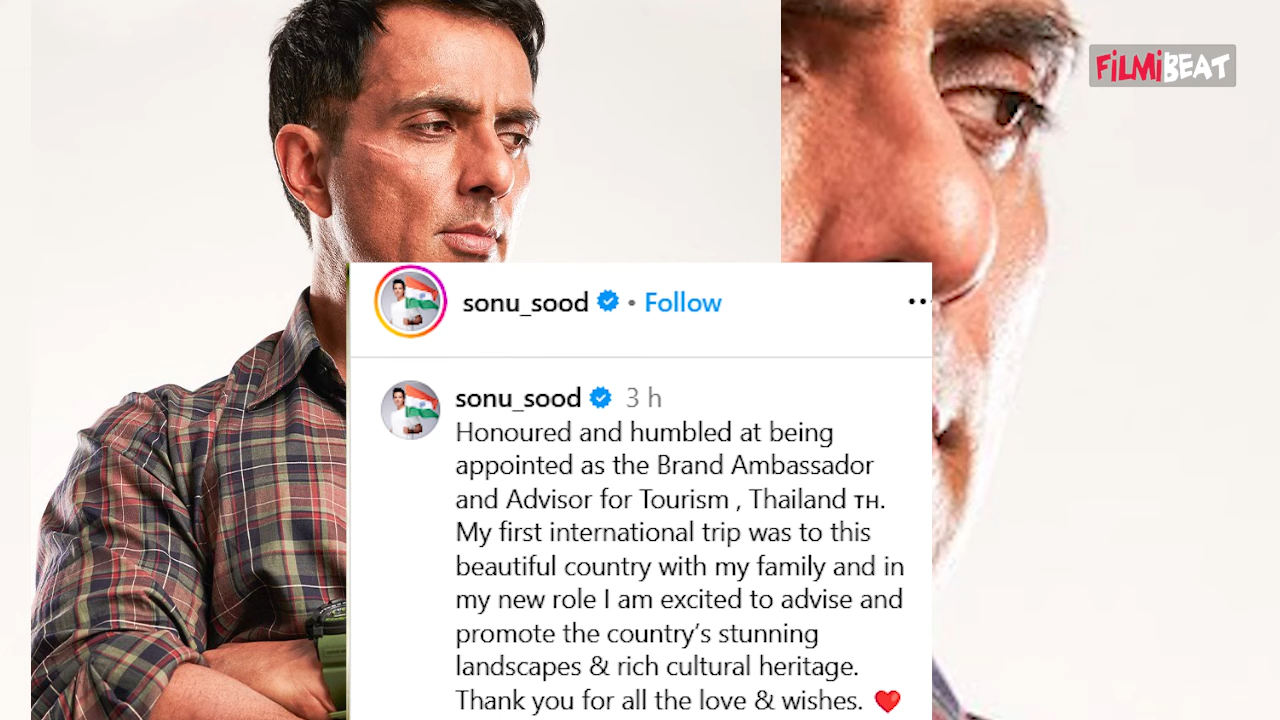 FiLMiBEAT
sonu_sood • Follow
sonu_sood 3 h
Honoured and humbled at being
appointed as the Brand Ambassador
and Advisor for Tourism , Thailand ᴛʜ.
My first international trip was to this
beautiful country with my family and in
my new role I am excited to advise and
promote the country’s stunning
landscapes & rich cultural heritage.
Thank you for all the love & wishes. ❤️